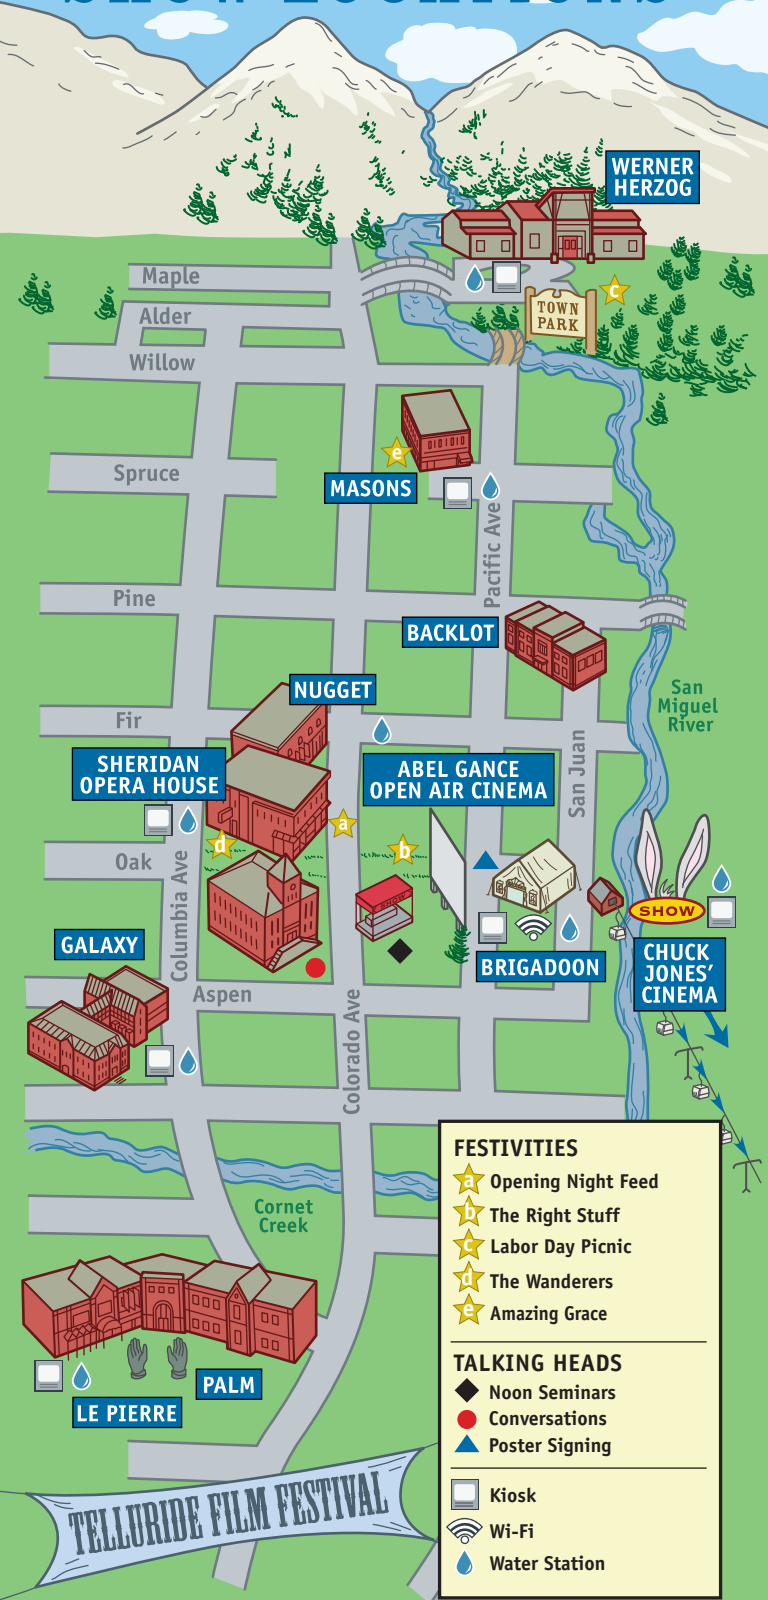 SHOW LOCATIONS
WERNER
HERZOG
Maple
c
TOWN
PARK
Alder
Willow
e
Spruce
MASONS
Pacific Ave
Pine
BACKLOT
NUGGET
San
Miguel
River
Fir
SHERIDAN
OPERA HOUSE
ABEL GANCE
OPEN AIR CINEMA
San Juan
a
d
b
Oak
Columbia Ave
SHOW
SHOW
GALAXY
BRIGADOON
CHUCK
JONES’
CINEMA
Aspen
Colorado Ave
Cornet
Creek
PALM
LE PIERRE
TELLURIDE FILM FESTIVAL
FESTIVITIES
a Opening Night Feed
b The Right Stuff
c Labor Day Picnic
d The Wanderers
e Amazing Grace
TALKING HEADS
Noon Seminars
Conversations
Poster Signing
Kiosk
Wi-Fi
Water Station